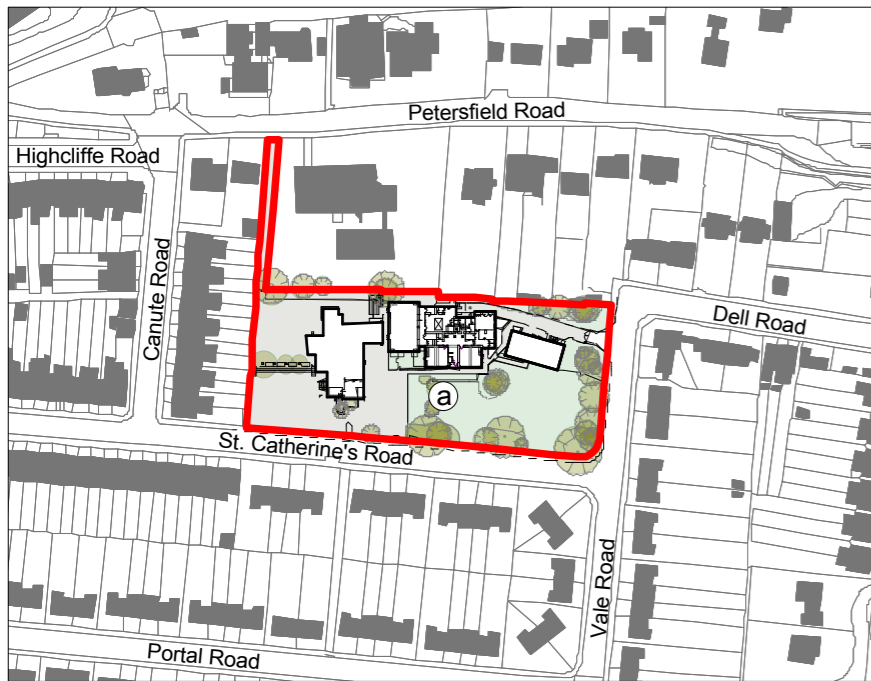 Petersfield Road
Highcliffe Road
Canute Road
Dell Road
a
St. Catherine's Road
Vale Road
Portal Road